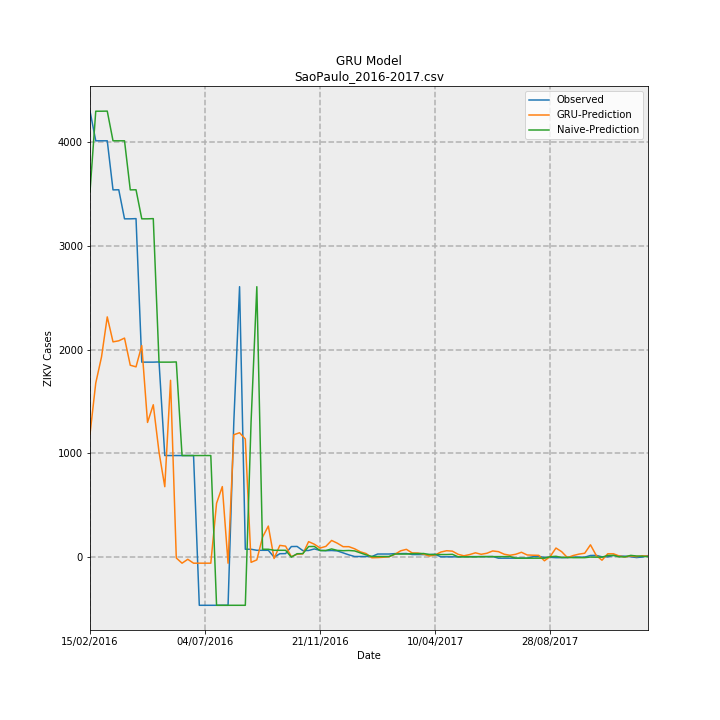 GRU Model
SaoPaulo_2016-2017.csv
Observed
GRU-Prediction
Naive-Prediction
ZIKV Cases
4000
3000
2000
1000
0
15/02/2016
04/07/2016
21/11/2016
10/04/2017
28/08/2017
Date